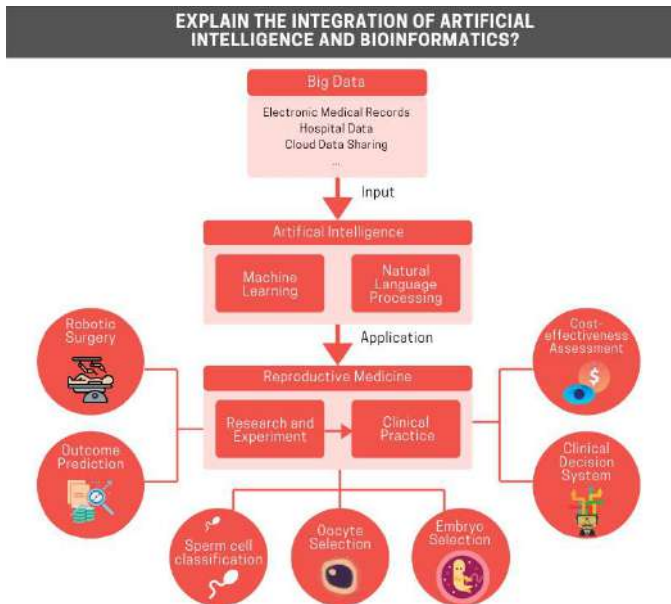 EXPLAIN THE INTEGRATION OF ARTIFICIAL
INTELLIGENCE AND BIOINFORMATICS?
Big Data
Electronic Medical Records
Hospital Data
Cloud Data Sharing
...
Input
Artifical Intelligence
Machine
Learning
Natural
Language
Processing
Application
Robotic
Surgery
Cost-
effectiveness
Assessment
$
Reproductive Medicine
Research and
Experiment
Clinical
Practice
Outcome
Prediction
Clinical
Decision
System
Sperm cell
classification
Oocyte
Selection
Embryo
Selection